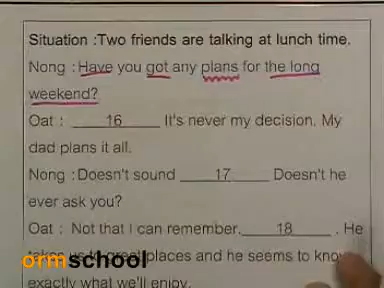 Situation :Two friends are talking at lunch time.
Nong : Have you got any plans for the long
weekend?
Oat : 16 It's never my decision. My
dad plans it all.
Nong : Doesn't sound 17 Doesn't he
ever ask you?
Oat : Not that I can remember. 18 . He
takes us to great places and he seems to know
exactly what we'll enjoy.
ormschool